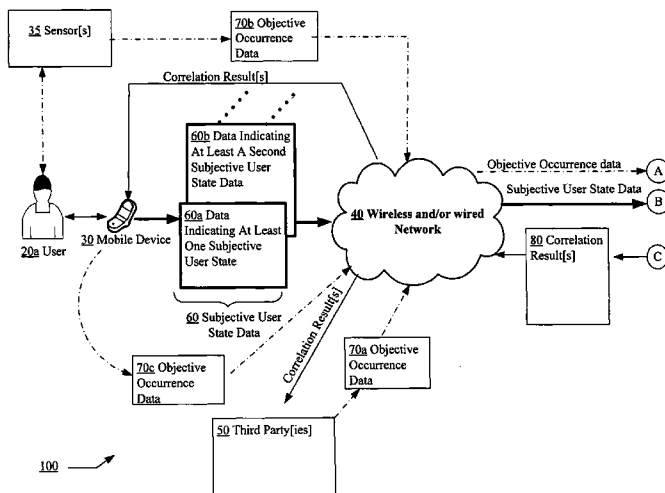 35 Sensor[s]
70b Objective
Occurrence
Data
Correlation Result[s]
60b Data Indicating
At Least A Second
Subjective User
State Data
60a Data
Indicating At Least
One Subjective
User State
20a User
30 Mobile Device
40 Wireless and/or wired
Network
Objective Occurrence data
A
Subjective User State Data
B
80 Correlation
Result[s]
C
60 Subjective User
State Data
Correlation Result[s]
70c Objective
Occurrence
Data
70a Objective
Occurrence
Data
50 Third Party[ies]
100